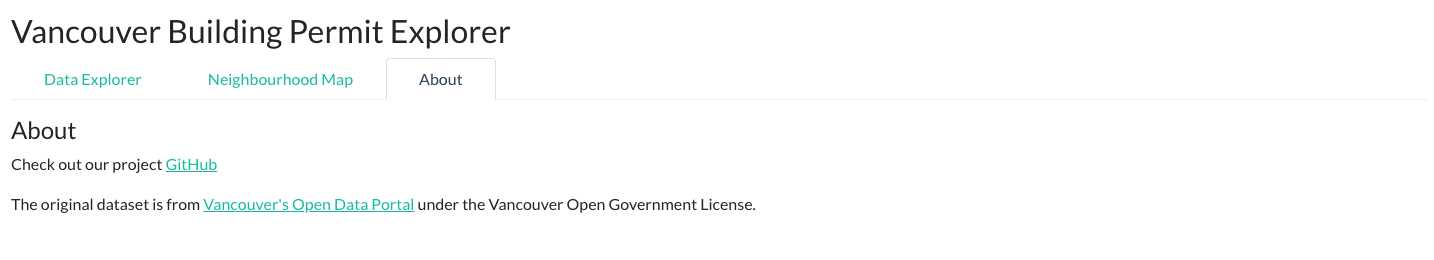 Vancouver Building Permit Explorer
Data Explorer Neighbourhood Map About
About
Check out our project GitHub
The original dataset is from Vancouver's Open Data Portal under the Vancouver Open Government License.